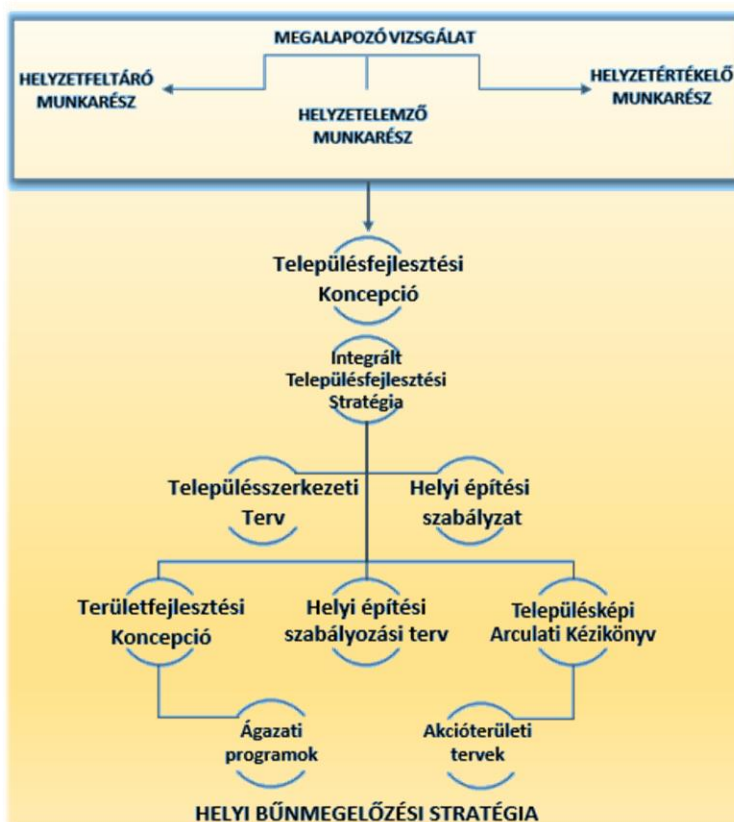 MEGALAPOZÓ VIZSGÁLAT
HELYZETFELTÁRÓ
MUNKARÉSZ
HELYZETELEMZŐ
MUNKARÉSZ
HELYZETÉRTÉKELŐ
MUNKARÉSZ
Településfejlesztési
Koncepció
Integrált
Településfejlesztési
Stratégia
Településszerkezeti
Terv
Helyi építési
szabályzat
Területfejlesztési
Koncepció
Helyi építési
szabályozási terv
Településképi
Arculati Kézikönyv
Ágazati
programok
Akcióterületi
tervek
HELYI BŰNMEGELŐZÉSI STRATÉGIA